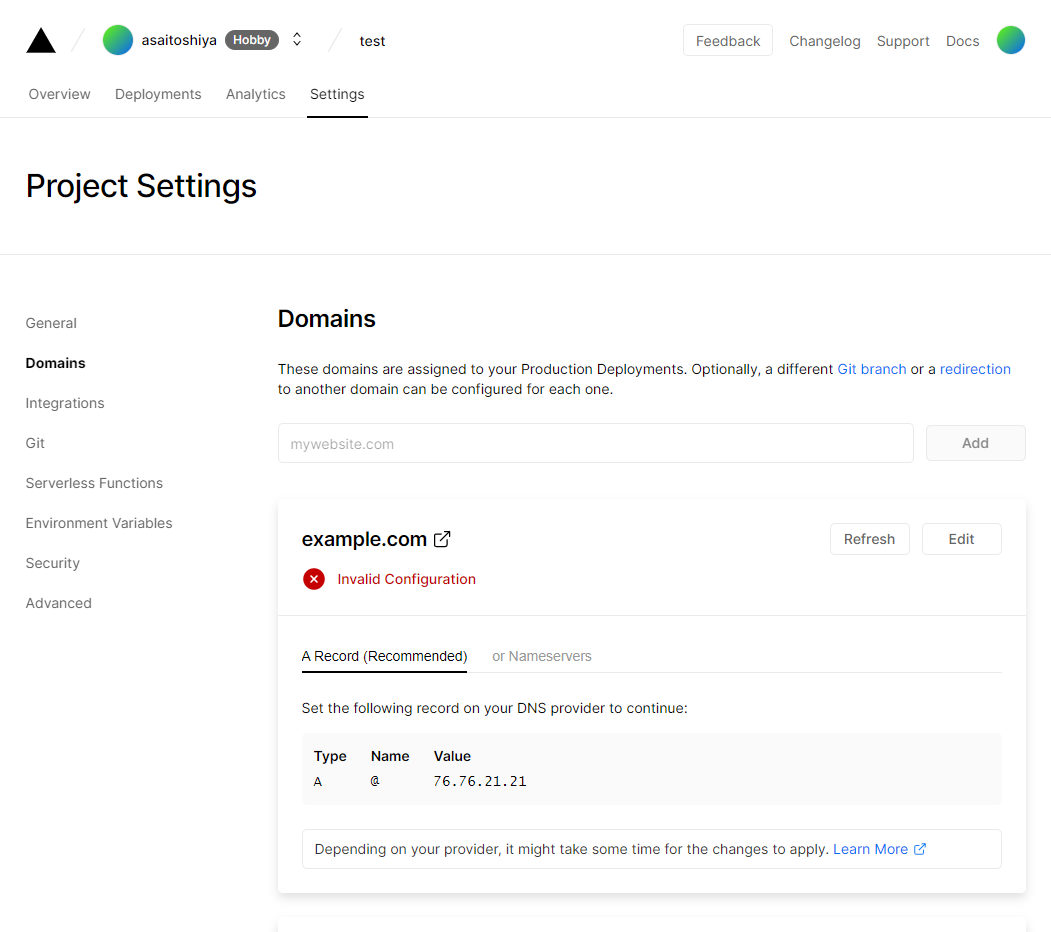 asaitoshiya Hobby test Feedback Changelog Support Docs
Overview Deployments Analytics Settings
Project Settings
General
Domains
Integrations
Git
Serverless Functions
Environment Variables
Security
Advanced
Domains
These domains are assigned to your Production Deployments. Optionally, a different Git branch or a redirection
to another domain can be configured for each one.
mywebsite.com Add
example.com Refresh Edit
Invalid Configuration
A Record (Recommended) or Nameservers
Set the following record on your DNS provider to continue:
Type Name Value
A @ 76.76.21.21
Depending on your provider, it might take some time for the changes to apply. Learn More